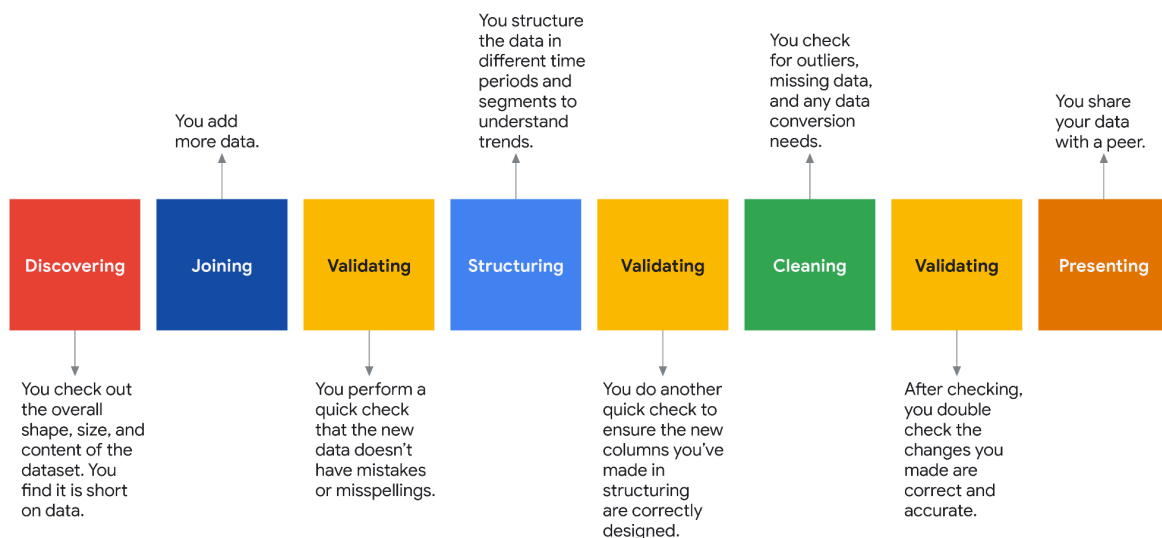 You add
more data.
You structure
the data in
different time
periods and
segments to
understand
trends.
You check
for outliers,
missing data,
and any data
conversion
needs.
You share
your data
with a peer.
Discovering
Joining
Validating
Structuring
Validating
Cleaning
Validating
Presenting
You check out
the overall
shape, size, and
content of the
dataset. You
find it is short
on data.
You perform a
quick check
that the new
data doesn’t
have mistakes
or misspellings.
You do another
quick check to
ensure the new
columns you’ve
made in
structuring
are correctly
designed.
After checking,
you double
check the
changes you
made are
correct and
accurate.